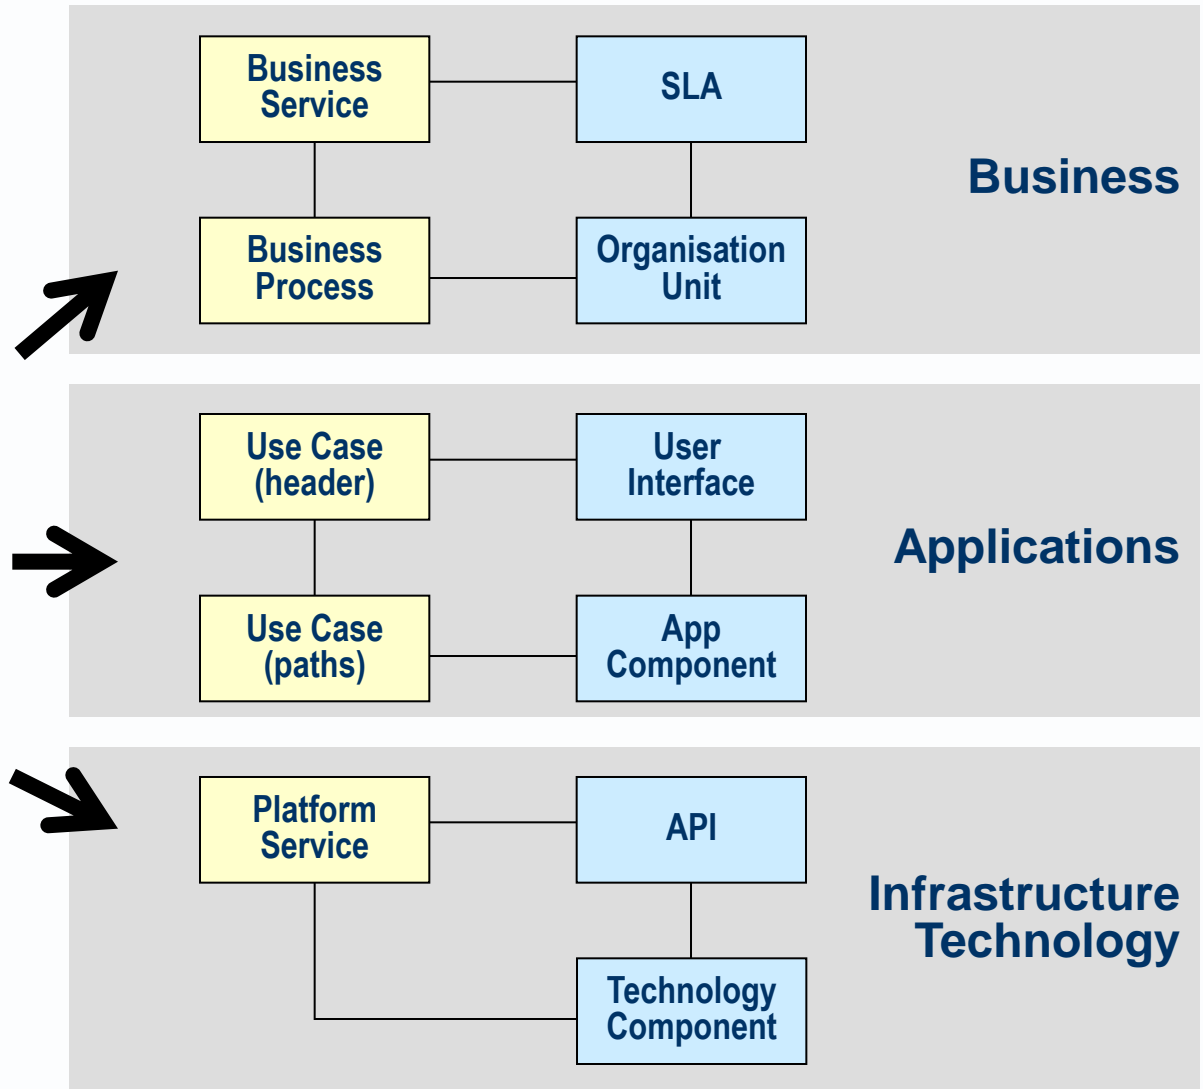 Business
Service
SLA
Business
Business
Process
Organisation
Unit
Use Case
(header)
User
Interface
Applications
Use Case
(paths)
App
Component
Platform
Service
API
Infrastructure
Technology
Technology
Component